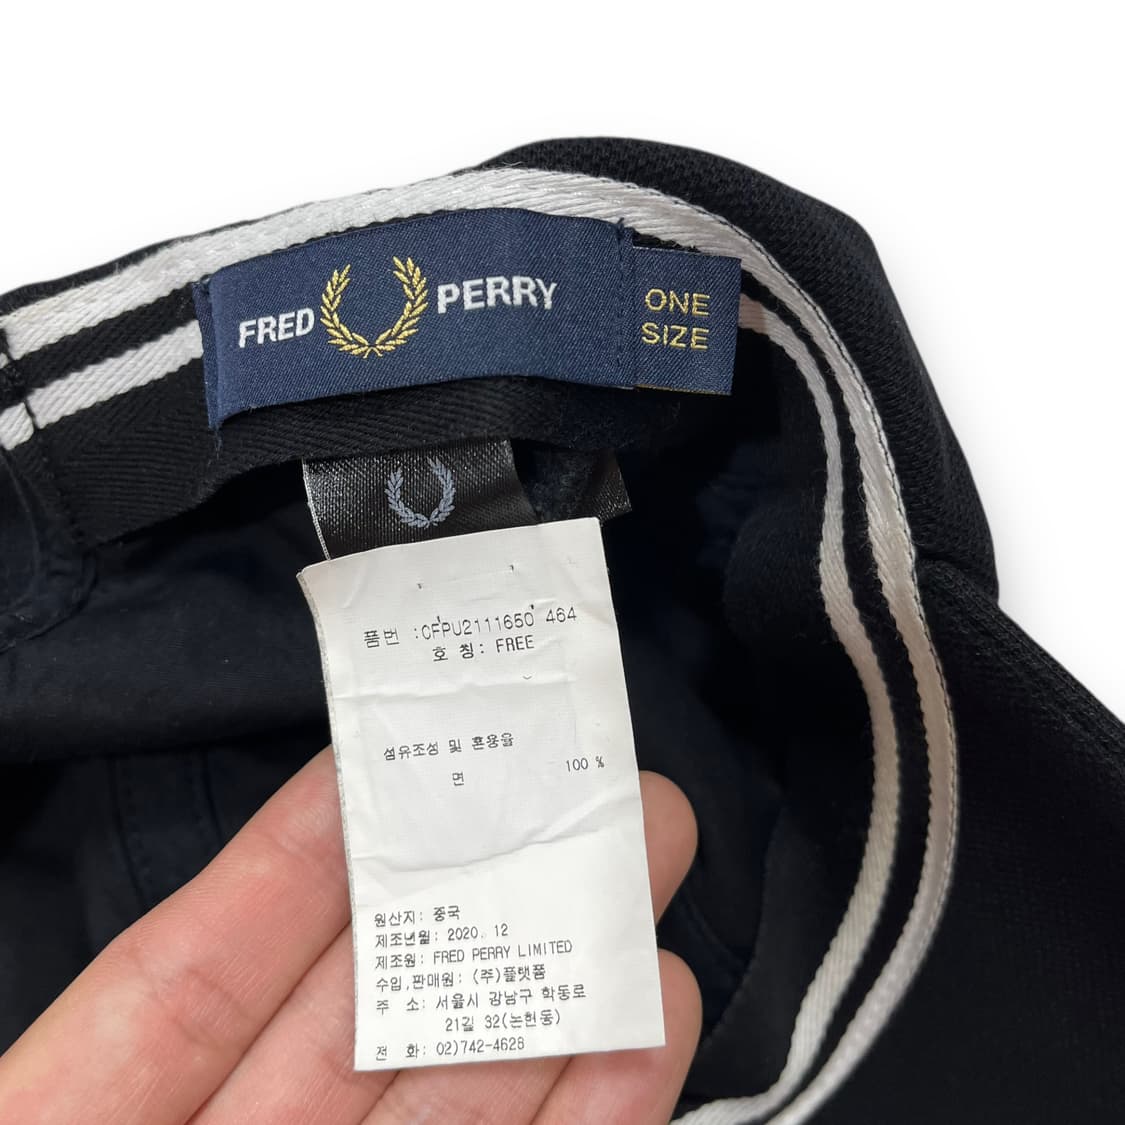 FRED PERRY
ONE
SIZE
품번 :CFPU2111650 464
호 칭: FREE
섬유조성 및 혼용율
면 100 %
원산지: 중국
제조년월: 2020. 12
제조원: FRED PERRY LIMITED
수입,판매원: (주)플랫폼
주 소: 서울시 강남구 학동로
21길 32(논현동)
전 화: 02)742-4628